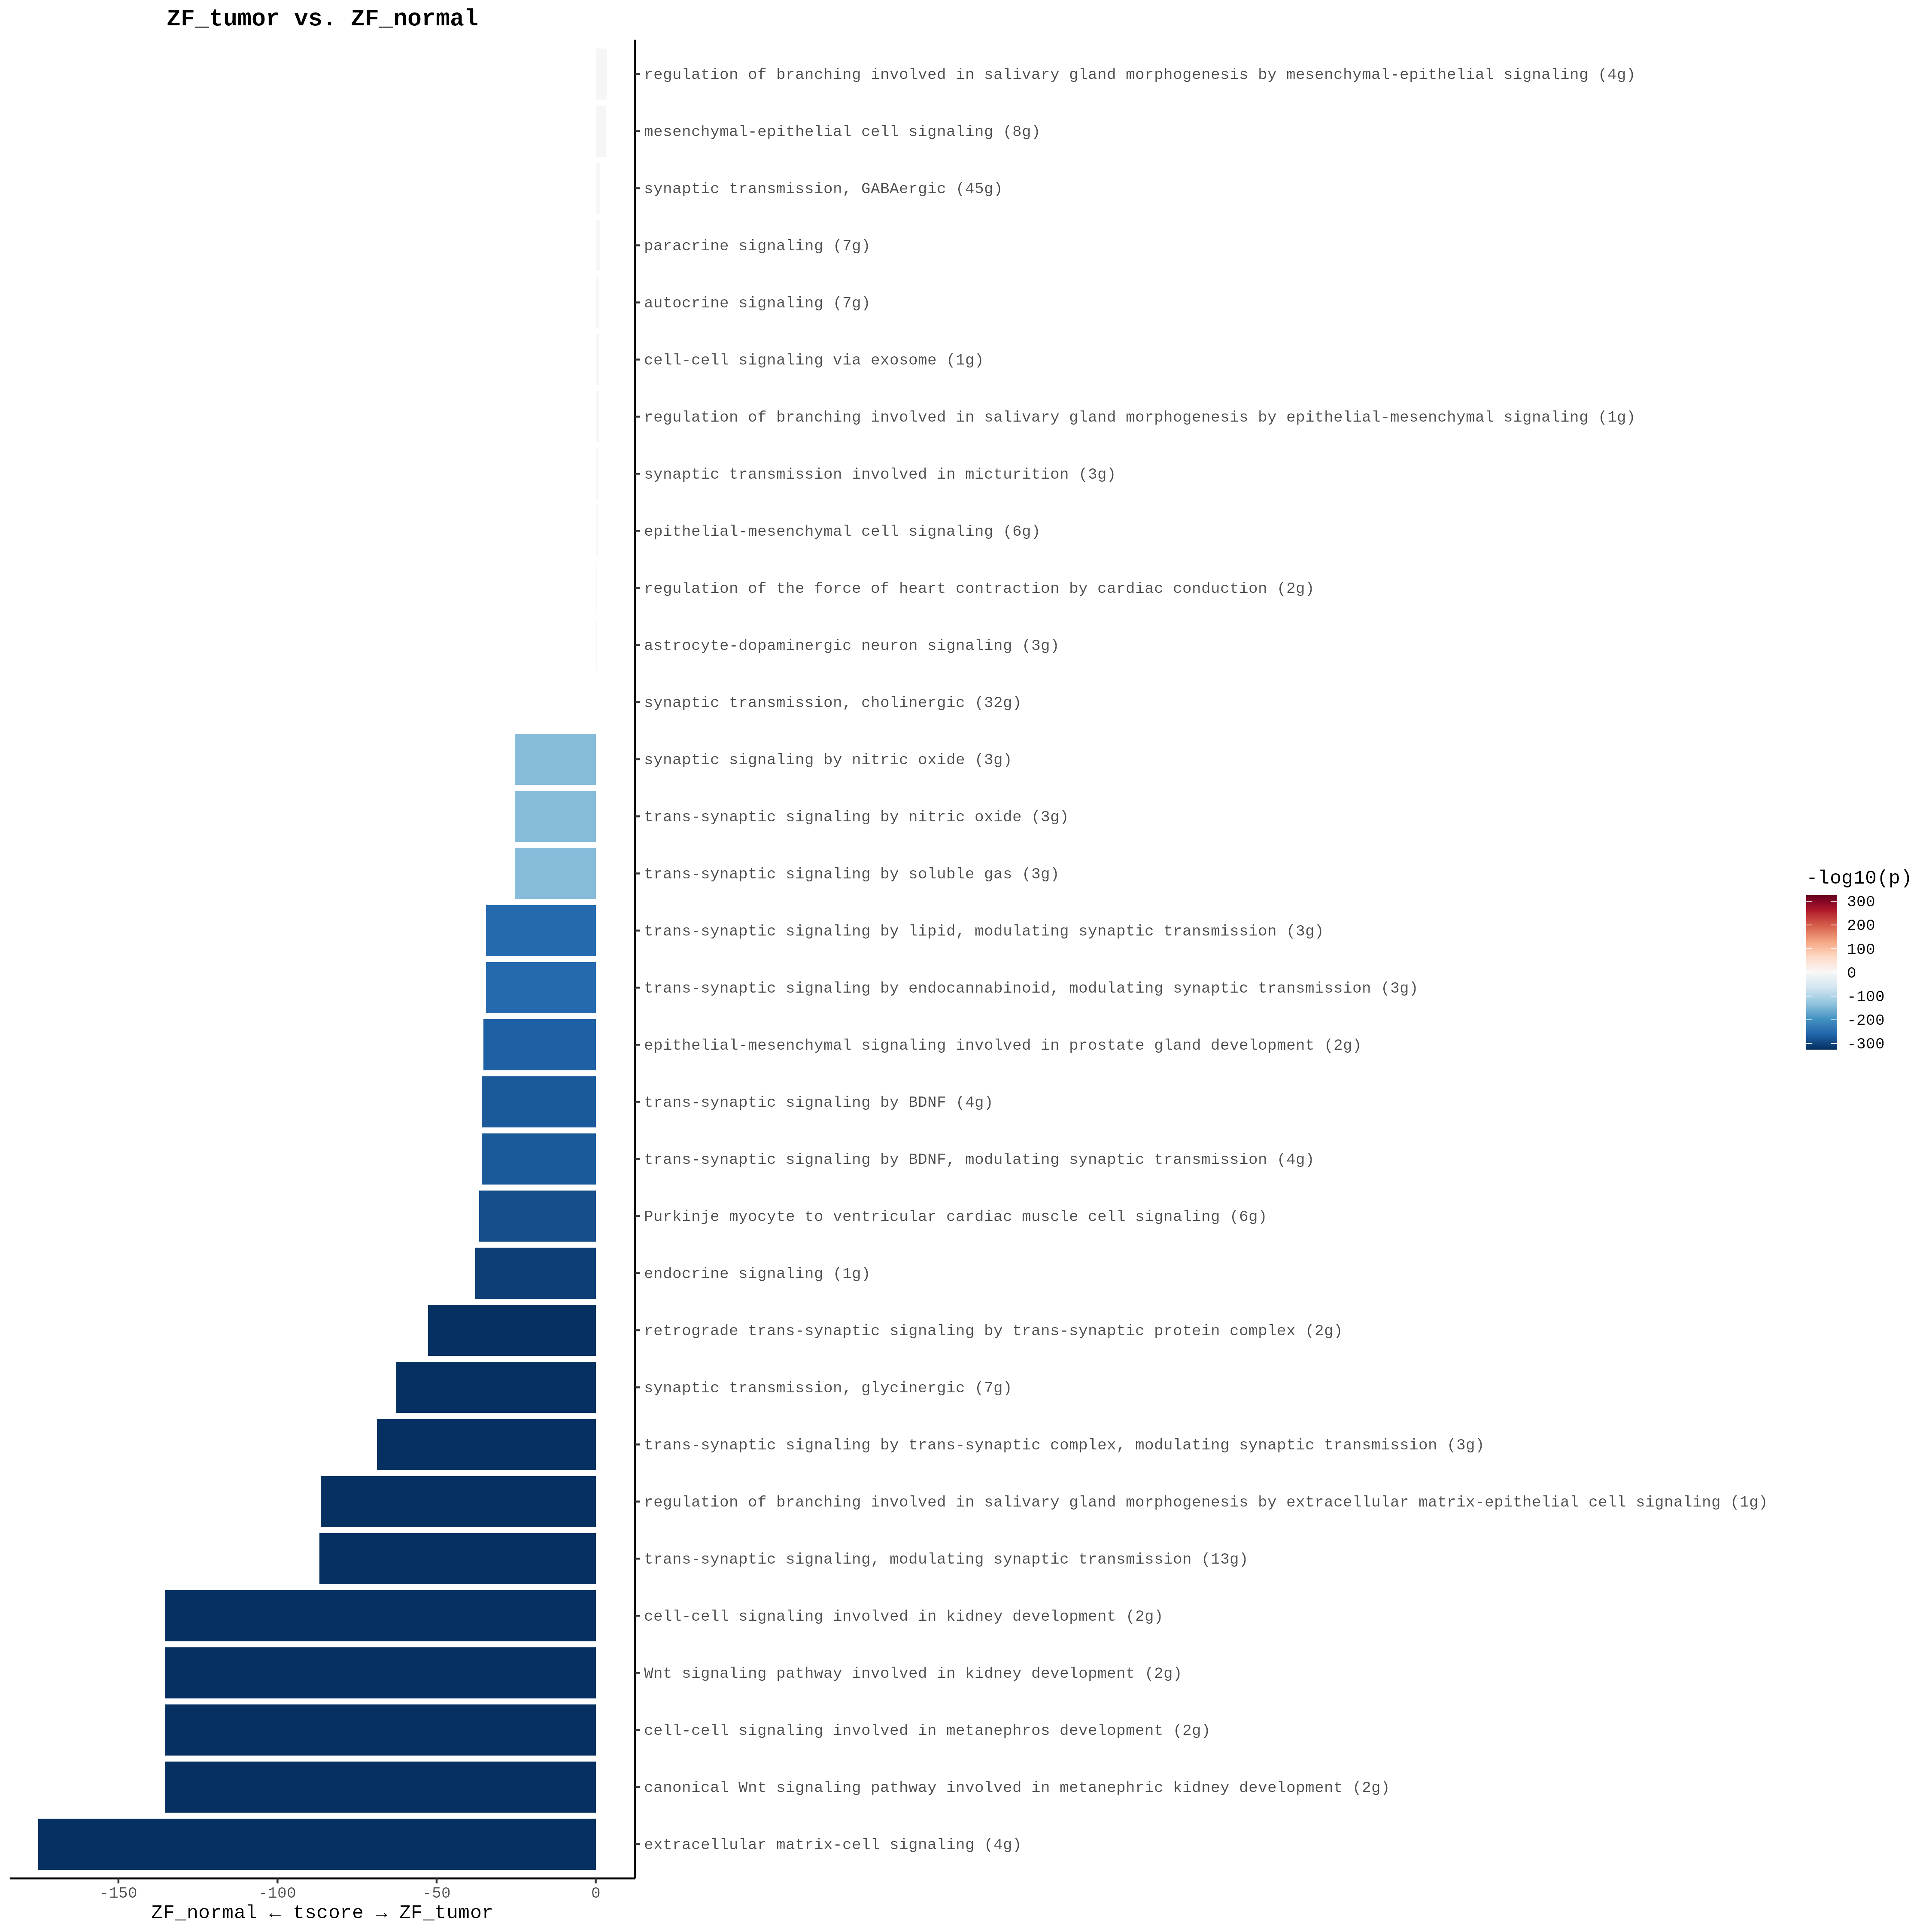 ZF_tumor vs. ZF_normal
regulation of branching involved in salivary gland morphogenesis by mesenchymal-epithelial signaling (4g)
mesenchymal-epithelial cell signaling (8g)
synaptic transmission, GABAergic (45g)
paracrine signaling (7g)
autocrine signaling (7g)
cell-cell signaling via exosome (1g)
regulation of branching involved in salivary gland morphogenesis by epithelial-mesenchymal signaling (1g)
synaptic transmission involved in micturition (3g)
epithelial-mesenchymal cell signaling (6g)
regulation of the force of heart contraction by cardiac conduction (2g)
astrocyte-dopaminergic neuron signaling (3g)
synaptic transmission, cholinergic (32g)
synaptic signaling by nitric oxide (3g)
trans-synaptic signaling by nitric oxide (3g)
trans-synaptic signaling by soluble gas (3g)
trans-synaptic signaling by lipid, modulating synaptic transmission (3g)
trans-synaptic signaling by endocannabinoid, modulating synaptic transmission (3g)
epithelial-mesenchymal signaling involved in prostate gland development (2g)
trans-synaptic signaling by BDNF (4g)
trans-synaptic signaling by BDNF, modulating synaptic transmission (4g)
Purkinje myocyte to ventricular cardiac muscle cell signaling (6g)
endocrine signaling (1g)
retrograde trans-synaptic signaling by trans-synaptic protein complex (2g)
synaptic transmission, glycinergic (7g)
trans-synaptic signaling by trans-synaptic complex, modulating synaptic transmission (3g)
regulation of branching involved in salivary gland morphogenesis by extracellular matrix-epithelial cell signaling (1g)
trans-synaptic signaling, modulating synaptic transmission (13g)
cell-cell signaling involved in kidney development (2g)
Wnt signaling pathway involved in kidney development (2g)
cell-cell signaling involved in metanephros development (2g)
canonical Wnt signaling pathway involved in metanephric kidney development (2g)
extracellular matrix-cell signaling (4g)
-150 -100 -50 0
ZF_normal ← tscore → ZF_tumor
-log10(p)
300
200
100
0
-100
-200
-300